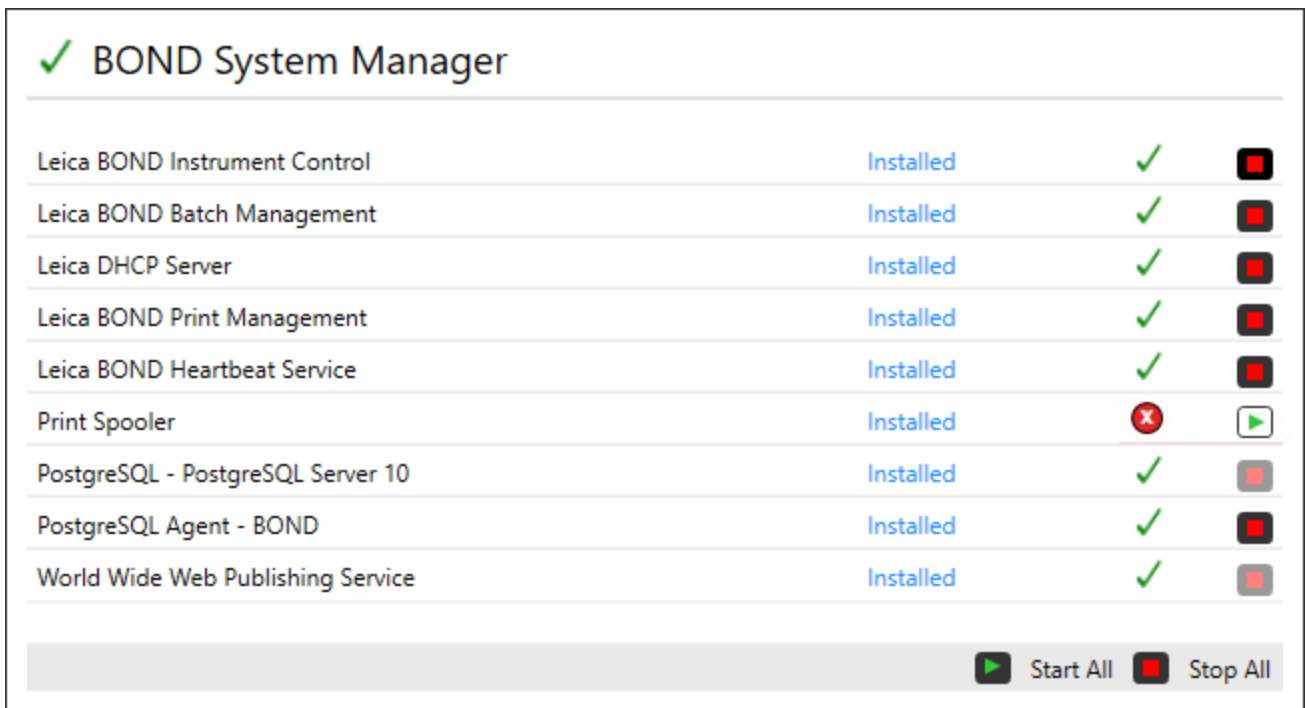 BOND System Manager
Leica BOND Instrument Control Installed
Leica BOND Batch Management Installed
Leica DHCP Server Installed
Leica BOND Print Management Installed
Leica BOND Heartbeat Service Installed
Print Spooler Installed
PostgreSQL - PostgreSQL Server 10 Installed
PostgreSQL Agent - BOND Installed
World Wide Web Publishing Service Installed
Start All Stop All